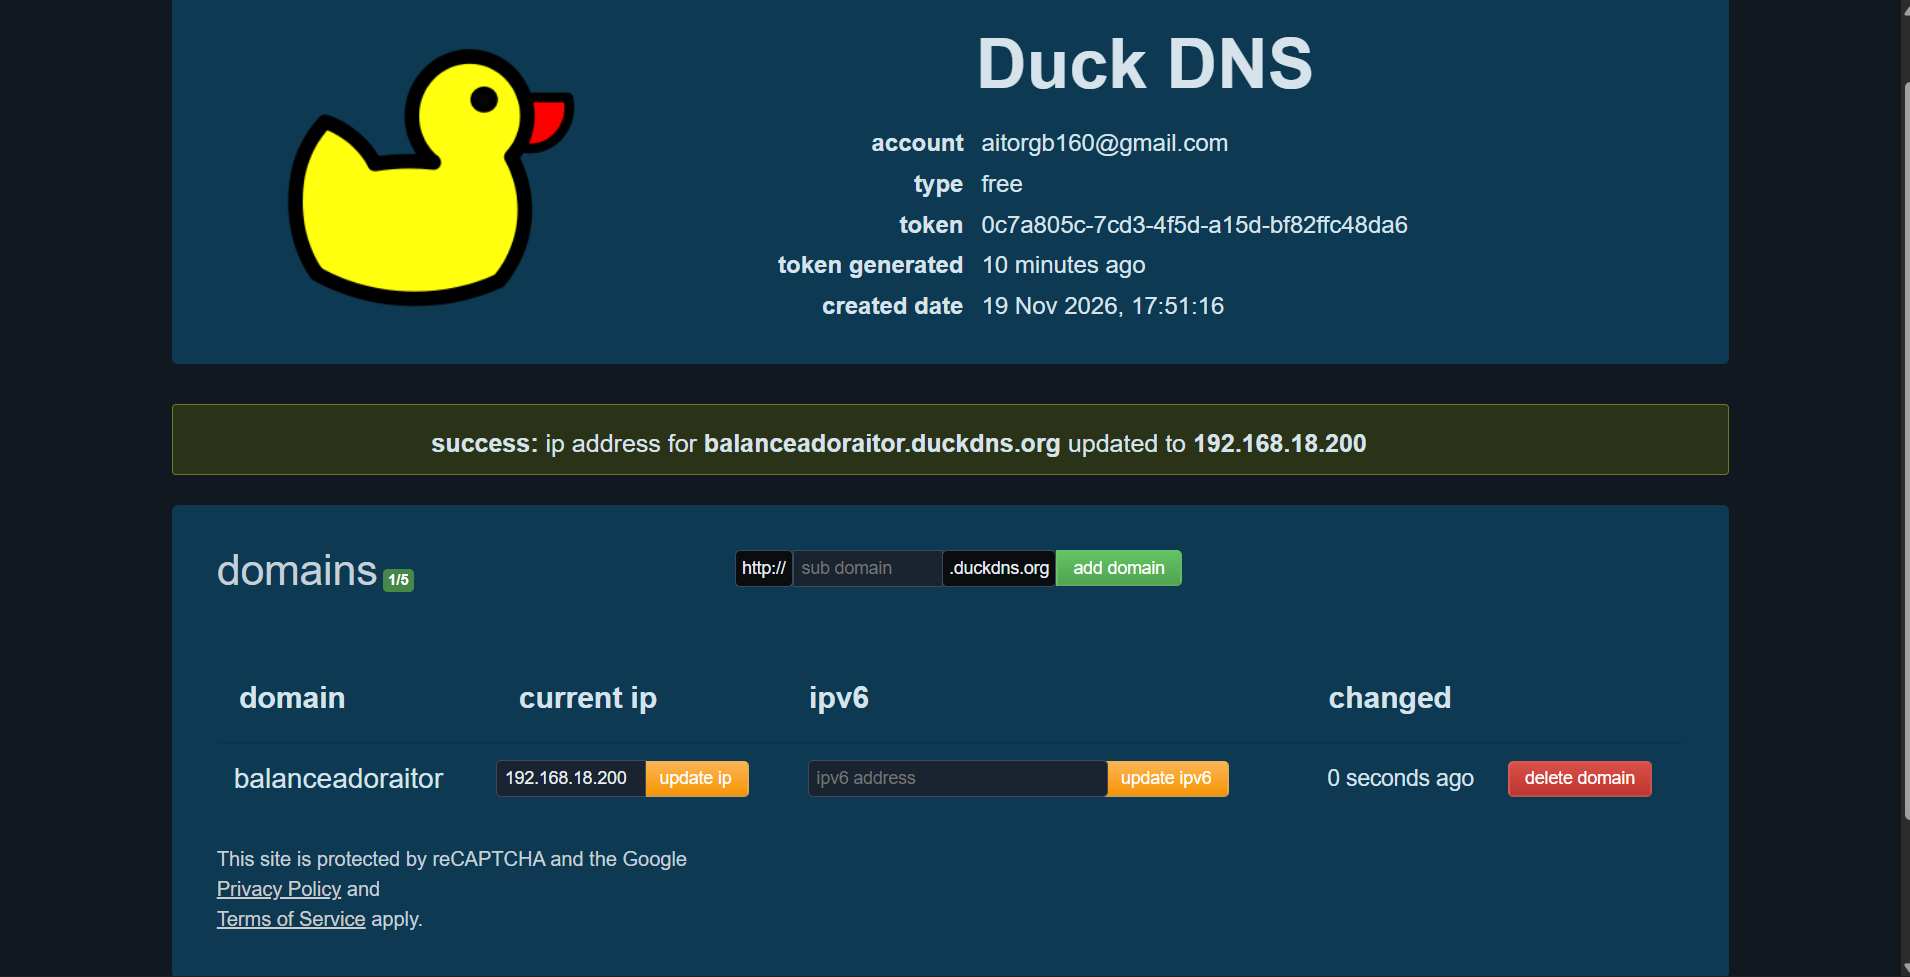 Duck DNS
account aitorgb160@gmail.com
type free
token 0c7a805c-7cd3-4f5d-a15d-bf82ffc48da6
token generated 10 minutes ago
created date 19 Nov 2026, 17:51:16
success: ip address for balanceadoraitor.duckdns.org updated to 192.168.18.200
domains 1/5 http:// sub domain .duckdns.org add domain
domain current ip ipv6 changed
balanceadoraitor 192.168.18.200 update ip ipv6 address update ipv6 0 seconds ago delete domain
This site is protected by reCAPTCHA and the Google
Privacy Policy and
Terms of Service apply.